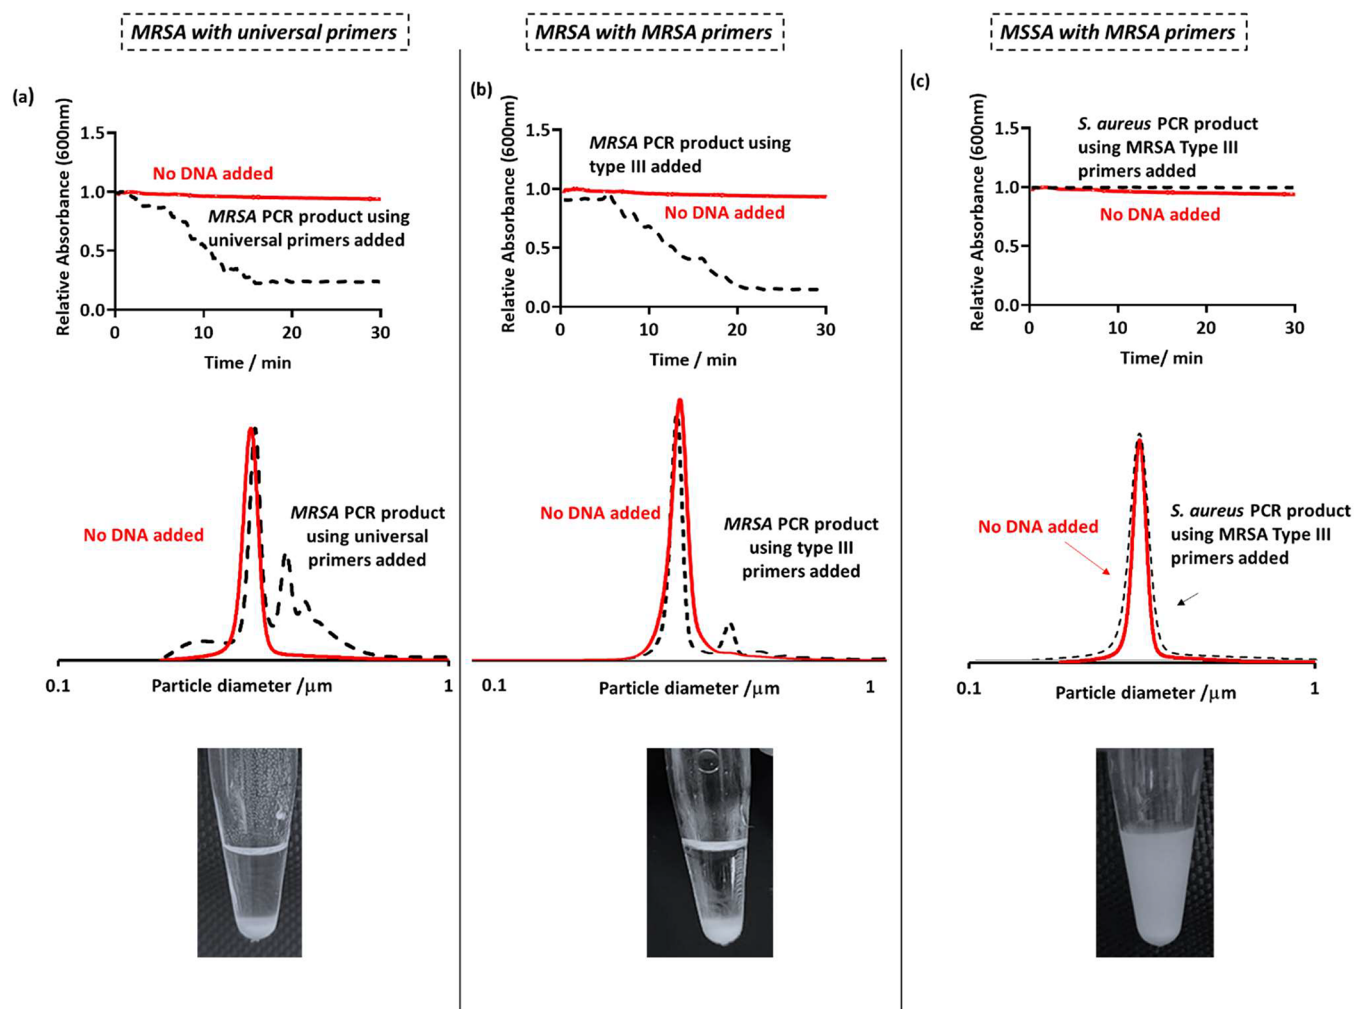 MRSA with universal primers
MRSA with MRSA primers
MSSA with MRSA primers
(a)
Relative Absorbance (600nm)
1.5
1.0
0.5
0.0
No DNA added
MRSA PCR product using
universal primers added
0
10
20
30
Time / min
No DNA added
MRSA PCR product
using universal
primers added
0.1
Particle diameter /μm
1
(b)
Relative Absorbance (600nm)
1.5
1.0
0.5
0.0
MRSA PCR product using
type III added
No DNA added
0
10
20
30
Time / min
No DNA added
MRSA PCR product
using type III
primers added
0.1
Particle diameter /μm
1
(c)
Relative Absorbance (600nm)
1.5
1.0
0.5
0.0
S. aureus PCR product
using MRSA Type III
primers added
No DNA added
0
10
20
30
Time/ min
No DNA added
S. aureus PCR product
using MRSA Type III
primers added
0.1
Particle diameter /μm
1